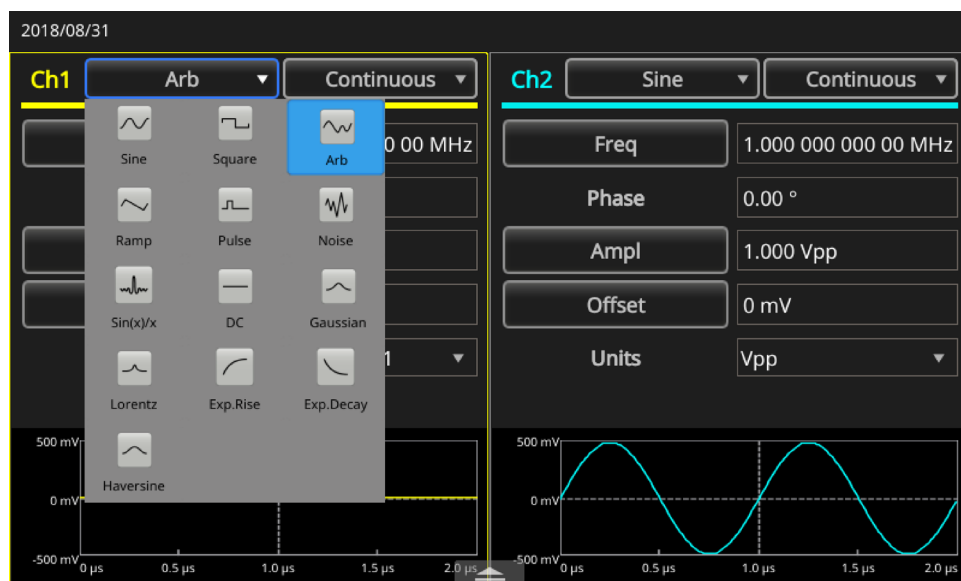 2018/08/31
Ch1 Arb Continuous
Sine Square Arb
Ramp Pulse Noise
Sin(x)/x DC Gaussian
Lorentz Exp.Rise Exp.Decay
Haversine
0 00 MHz
1
500 mV
0 mV
-500 mV
0 µs 0.5 µs 1.0 µs 1.5 µs 2.0 µs
Ch2 Sine Continuous
Freq 1.000 000 000 00 MHz
Phase 0.00 °
Ampl 1.000 Vpp
Offset 0 mV
Units Vpp
500 mV
0 mV
-500 mV
0 µs 0.5 µs 1.0 µs 1.5 µs 2.0 µs